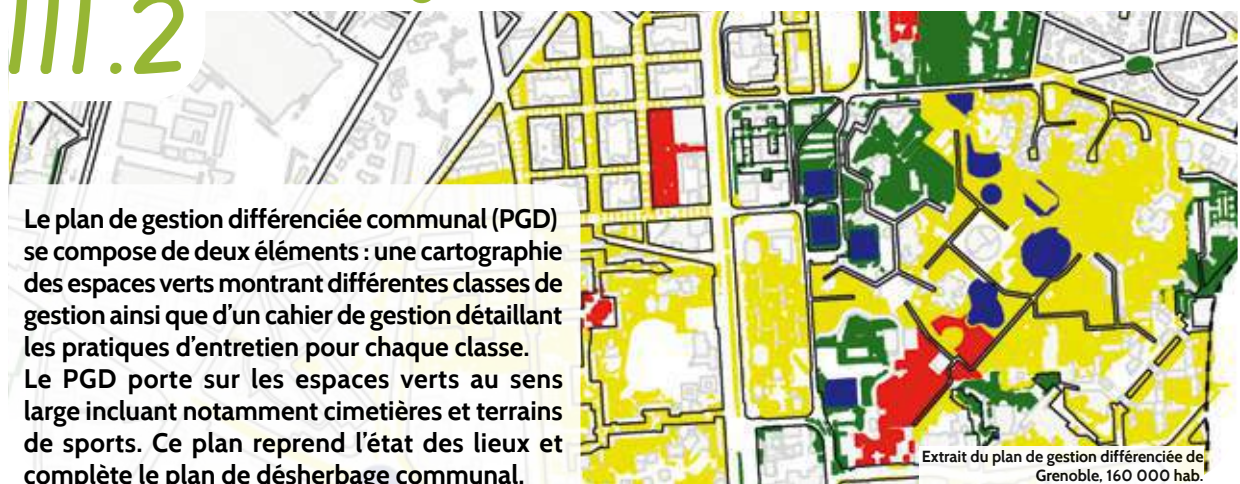 III.2
Le plan de gestion différenciée communal (PGD)
se compose de deux éléments : une cartographie
des espaces verts montrant différentes classes de
gestion ainsi que d'un cahier de gestion détaillant
les pratiques d'entretien pour chaque classe.
Le PGD porte sur les espaces verts au sens
large incluant notamment cimetières et terrains
de sports. Ce plan reprend l'état des lieux et
complète le plan de désherbage communal.
Extrait du plan de gestion différenciée de
Grenoble, 160 000 hab.